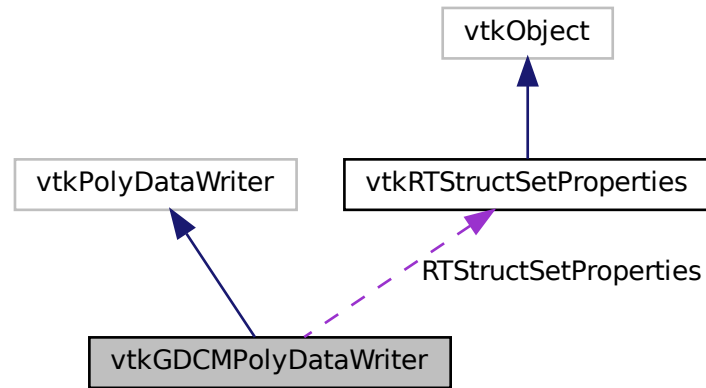 vtkObject
vtkPolyDataWriter
vtkRTStructSetProperties
RTStructSetProperties
vtkGDCMPolyDataWriter